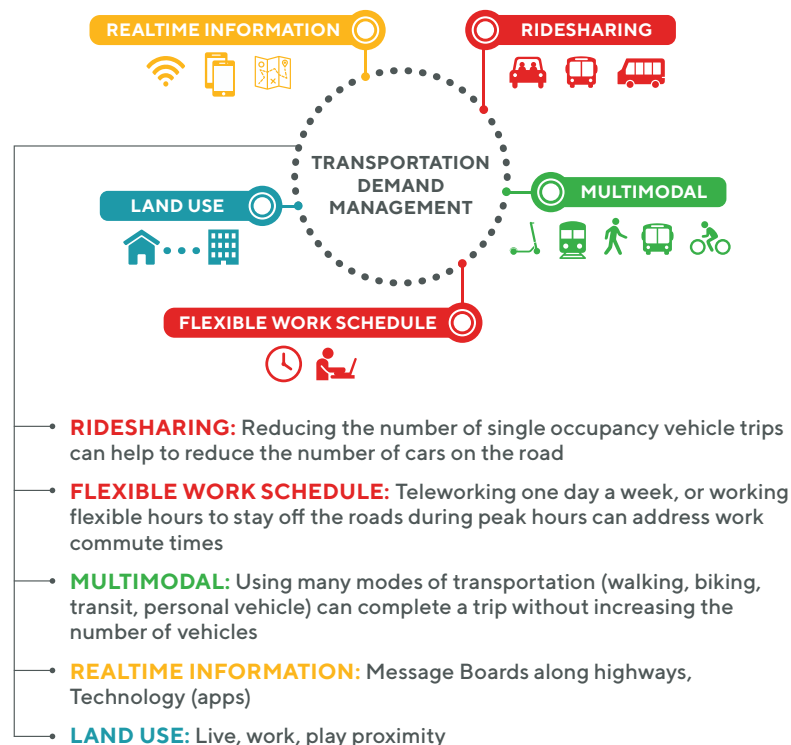 REALTIME INFORMATION
RIDESHARING
TRANSPORTATION
DEMAND
MANAGEMENT
LAND USE
MULTIMODAL
FLEXIBLE WORK SCHEDULE
RIDESHARING: Reducing the number of single occupancy vehicle trips
can help to reduce the number of cars on the road
FLEXIBLE WORK SCHEDULE: Teleworking one day a week, or working
flexible hours to stay off the roads during peak hours can address work
commute times
MULTIMODAL: Using many modes of transportation (walking, biking,
transit, personal vehicle) can complete a trip without increasing the
number of vehicles
REALTIME INFORMATION: Message Boards along highways,
Technology (apps)
LAND USE: Live, work, play proximity